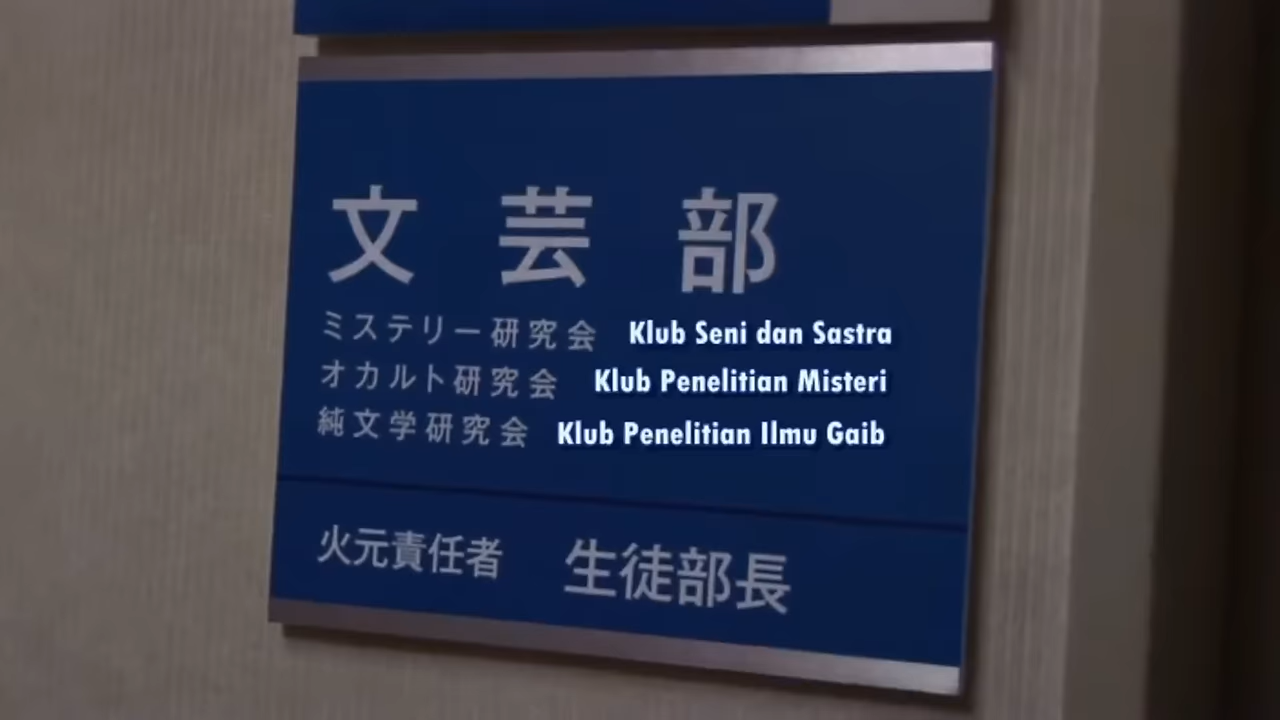 文芸部
ミステリー研究会 Klub Seni dan Sastra
オカルト研究会 Klub Penelitian Misteri
純文学研究会 Klub Penelitian Ilmu Gaib
火元責任者 生徒部長